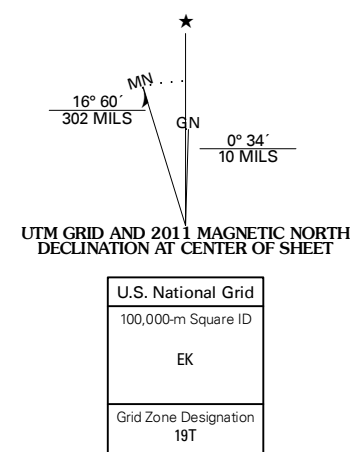 ★
MN
16° 60´
302 MILS
GN
0° 34´
10 MILS
UTM GRID AND 2011 MAGNETIC NORTH
DECLINATION AT CENTER OF SHEET
U.S. National Grid
100,000-m Square ID
EK
Grid Zone Designation
19T